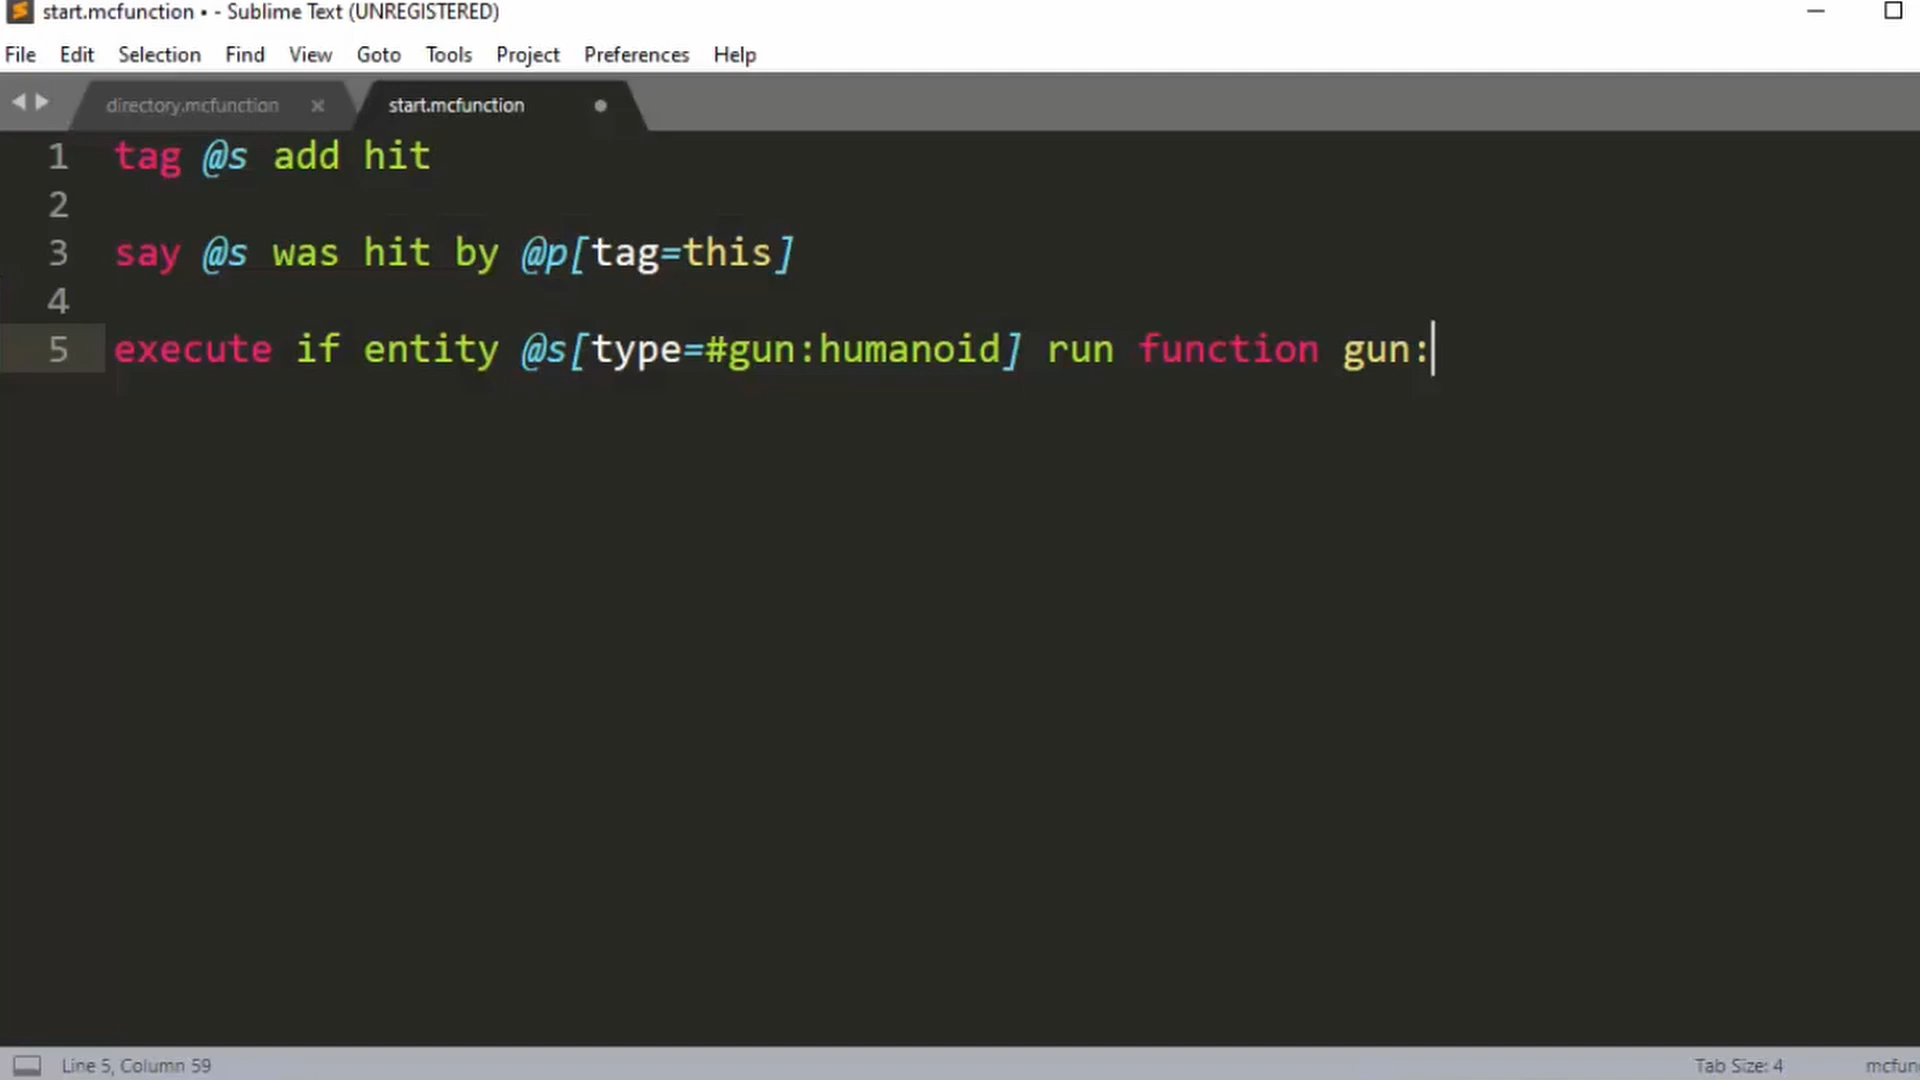 start.mcfunction • - Sublime Text (UNREGISTERED)
File Edit Selection Find View Goto Tools Project Preferences Help
directory.mcfunction start.mcfunction
1 tag @s add hit
2
3 say @s was hit by @p[tag=this]
4
5 execute if entity @s[type=#gun:humanoid] run function gun:
Line 5, Column 59 Tab Size: 4 mcfun